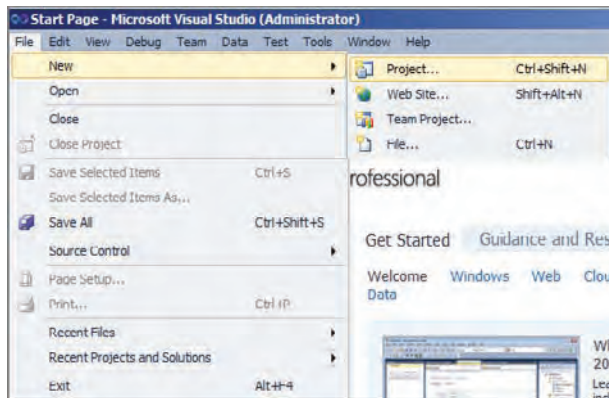 Start Page - Microsoft Visual Studio (Administrator)
File Edit View Debug Team Data Test Tools Window Help
New
Project... Ctrl+Shift+N
Open
Web Site... Shift+Alt+N
Close
Team Project...
Close Project
File... Ctrl+N
Save Selected Items Ctrl+S
rofessional
Save Selected Items As...
Save All Ctrl+Shift+S
Get Started Guidance and Res
Source Control
Welcome Windows Web Clou
Page Setup...
Data
Print... Ctrl+P
Recent Files
Recent Projects and Solutions
20
Exit Alt+F4